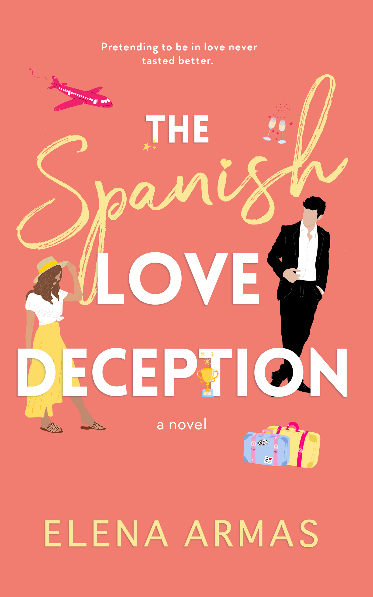 Pretending to be in love never
tasted better.
THE
Spanish
LOVE
DECEPTION
a novel
ELENA ARMAS